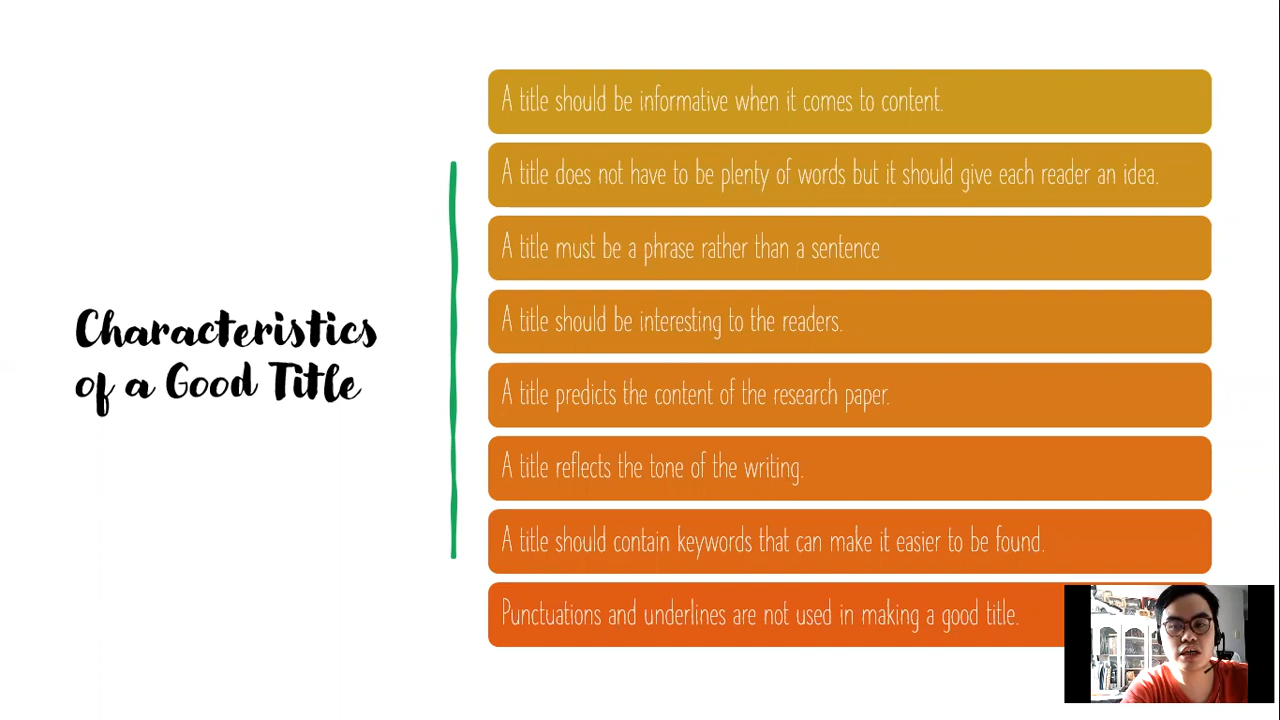 Characteristics
of a Good Title
A title should be informative when it comes to content.
A title does not have to be plenty of words but it should give each reader an idea.
A title must be a phrase rather than a sentence
A title should be interesting to the readers.
A title predicts the content of the research paper.
A title reflects the tone of the writing.
A title should contain keywords that can make it easier to be found.
Punctuations and underlines are not used in making a good title.